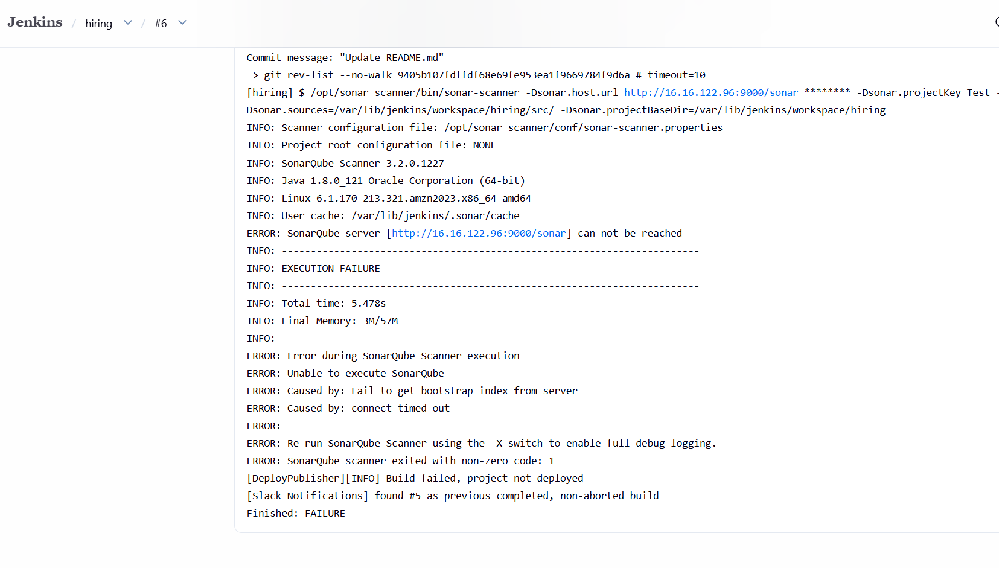 Jenkins / hiring / #6
Commit message: "Update README.md"
> git rev-list --no-walk 9405b107fdffdf68e69fe953ea1f9669784f9d6a # timeout=10
[hiring] $ /opt/sonar_scanner/bin/sonar-scanner -Dsonar.host.url=http://16.16.122.96:9000/sonar ******** -Dsonar.projectKey=Test -
Dsonar.sources=/var/lib/jenkins/workspace/hiring/src/ -Dsonar.projectBaseDir=/var/lib/jenkins/workspace/hiring
INFO: Scanner configuration file: /opt/sonar_scanner/conf/sonar-scanner.properties
INFO: Project root configuration file: NONE
INFO: SonarQube Scanner 3.2.0.1227
INFO: Java 1.8.0_121 Oracle Corporation (64-bit)
INFO: Linux 6.1.170-213.321.amzn2023.x86_64 amd64
INFO: User cache: /var/lib/jenkins/.sonar/cache
ERROR: SonarQube server [http://16.16.122.96:9000/sonar] can not be reached
INFO: ------------------------------------------------------------------------
INFO: EXECUTION FAILURE
INFO: ------------------------------------------------------------------------
INFO: Total time: 5.478s
INFO: Final Memory: 3M/57M
INFO: ------------------------------------------------------------------------
ERROR: Error during SonarQube Scanner execution
ERROR: Unable to execute SonarQube
ERROR: Caused by: Fail to get bootstrap index from server
ERROR: Caused by: connect timed out
ERROR:
ERROR: Re-run SonarQube Scanner using the -X switch to enable full debug logging.
ERROR: SonarQube scanner exited with non-zero code: 1
[DeployPublisher][INFO] Build failed, project not deployed
[Slack Notifications] found #5 as previous completed, non-aborted build
Finished: FAILURE